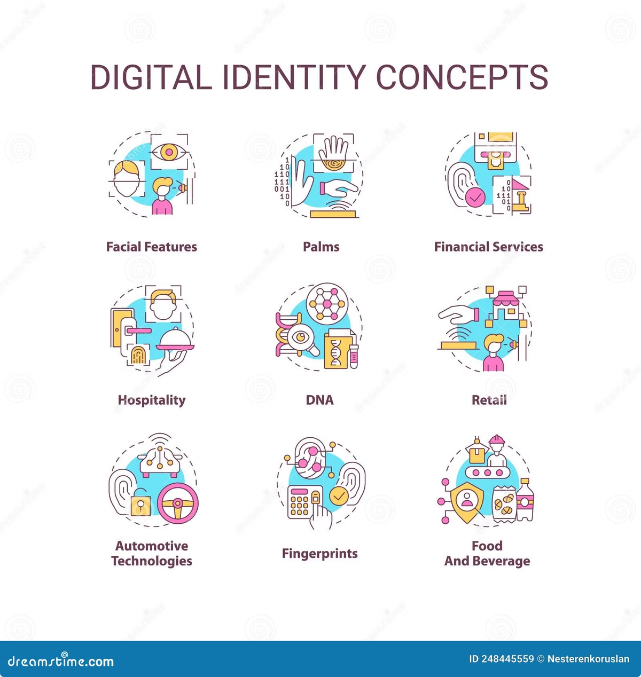 DIGITAL IDENTITY CONCEPTS
Facial Features
Palms
Financial Services
Hospitality
DNA
Retail
Automotive
Technologies
Fingerprints
Food
And Beverage
dreamstime.com
ID 248445559 © Nesterenkoruslan